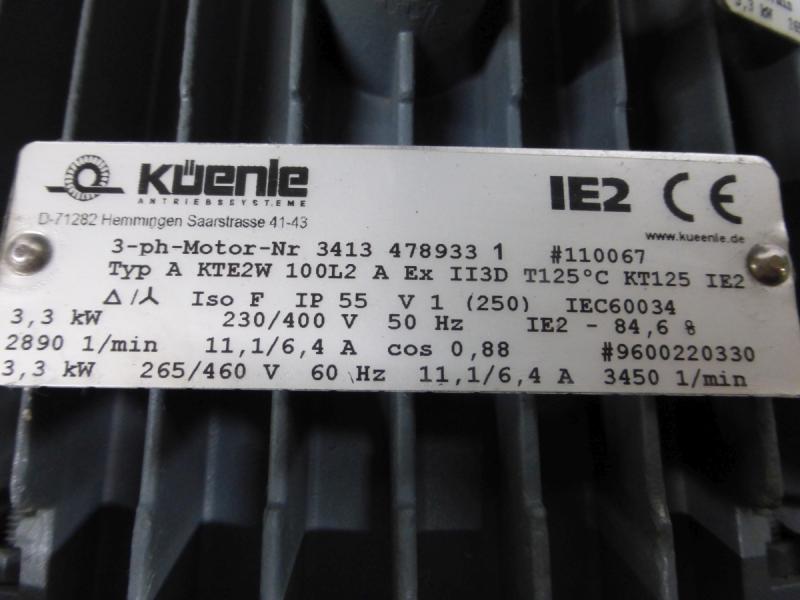 3,3 kW
KÜenle
ANTRIEBSSYSTEME
IE2 CE
D-71282 Hemmingen Saarstrasse 41-43
www.kueenle.de
3-ph-Motor-Nr 3413 478933 1 #110067
Typ A KTE2W 100L2 A Ex II3D T125°C KT125 IE2
Δ/⅄ Iso F IP 55 V 1 (250) IEC60034
3,3 kW 230/400 V 50 Hz IE2 - 84,6 %
2890 1/min 11,1/6,4 A cos 0,88 #9600220330
3,3 kW 265/460 V 60 Hz 11,1/6,4 A 3450 1/min